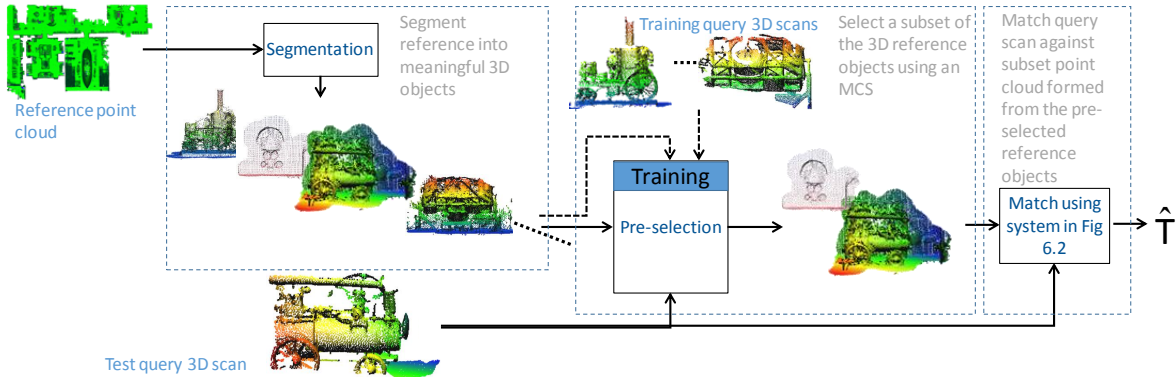 Reference point
cloud
Segmentation
Segment
reference into
meaningful 3D
objects
Training query 3D scans
Select a subset of
the 3D reference
objects using an
MCS
Match query
scan against
subset point
cloud formed
from the pre-
selected
reference
objects
Training
Pre-selection
Match using
system in Fig
6.2
T̂
Test query 3D scan